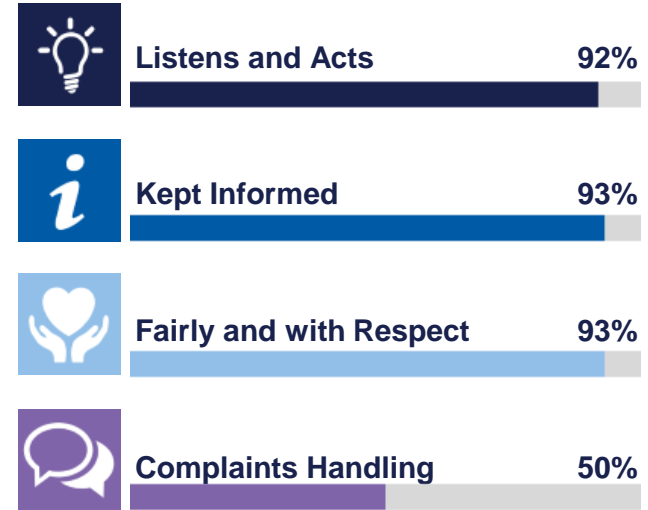 Listens and Acts 92%
Kept Informed 93%
Fairly and with Respect 93%
Complaints Handling 50%